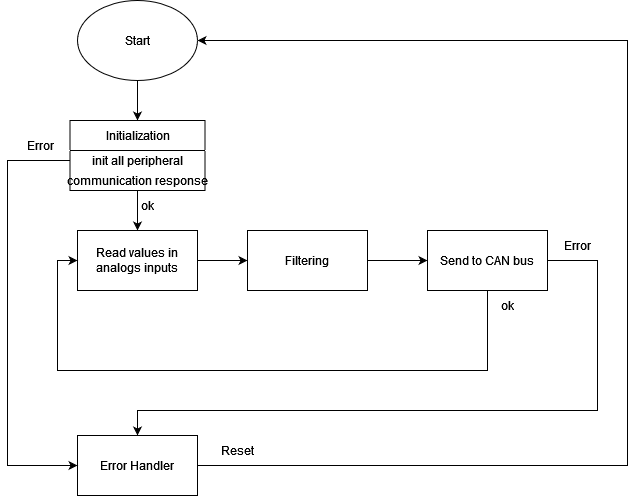 Start
Initialization
Error
init all peripheral
communication response
ok
Read values in
analogs inputs
Filtering
Send to CAN bus
Error
ok
Error Handler
Reset